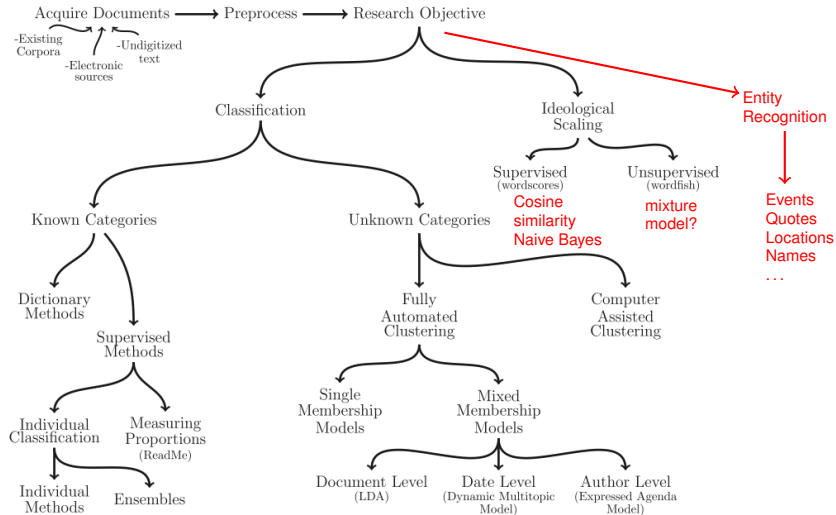 Acquire Documents
Preprocess
Research Objective
-Existing
Corpora
-Electronic
sources
-Undigitized
text
Classification
Ideological
Scaling
Entity
Recognition
Supervised
(wordscores)
Cosine
similarity
Naive Bayes
Unsupervised
(wordfish)
mixture
model?
Events
Quotes
Locations
Names
...
Known Categories
Unknown Categories
Dictionary
Methods
Supervised
Methods
Fully
Automated
Clustering
Computer
Assisted
Clustering
Individual
Classification
Measuring
Proportions
(ReadMe)
Single
Membership
Models
Mixed
Membership
Models
Individual
Methods
Ensembles
Document Level
(LDA)
Date Level
(Dynamic Multitopic
Model)
Author Level
(Expressed Agenda
Model)